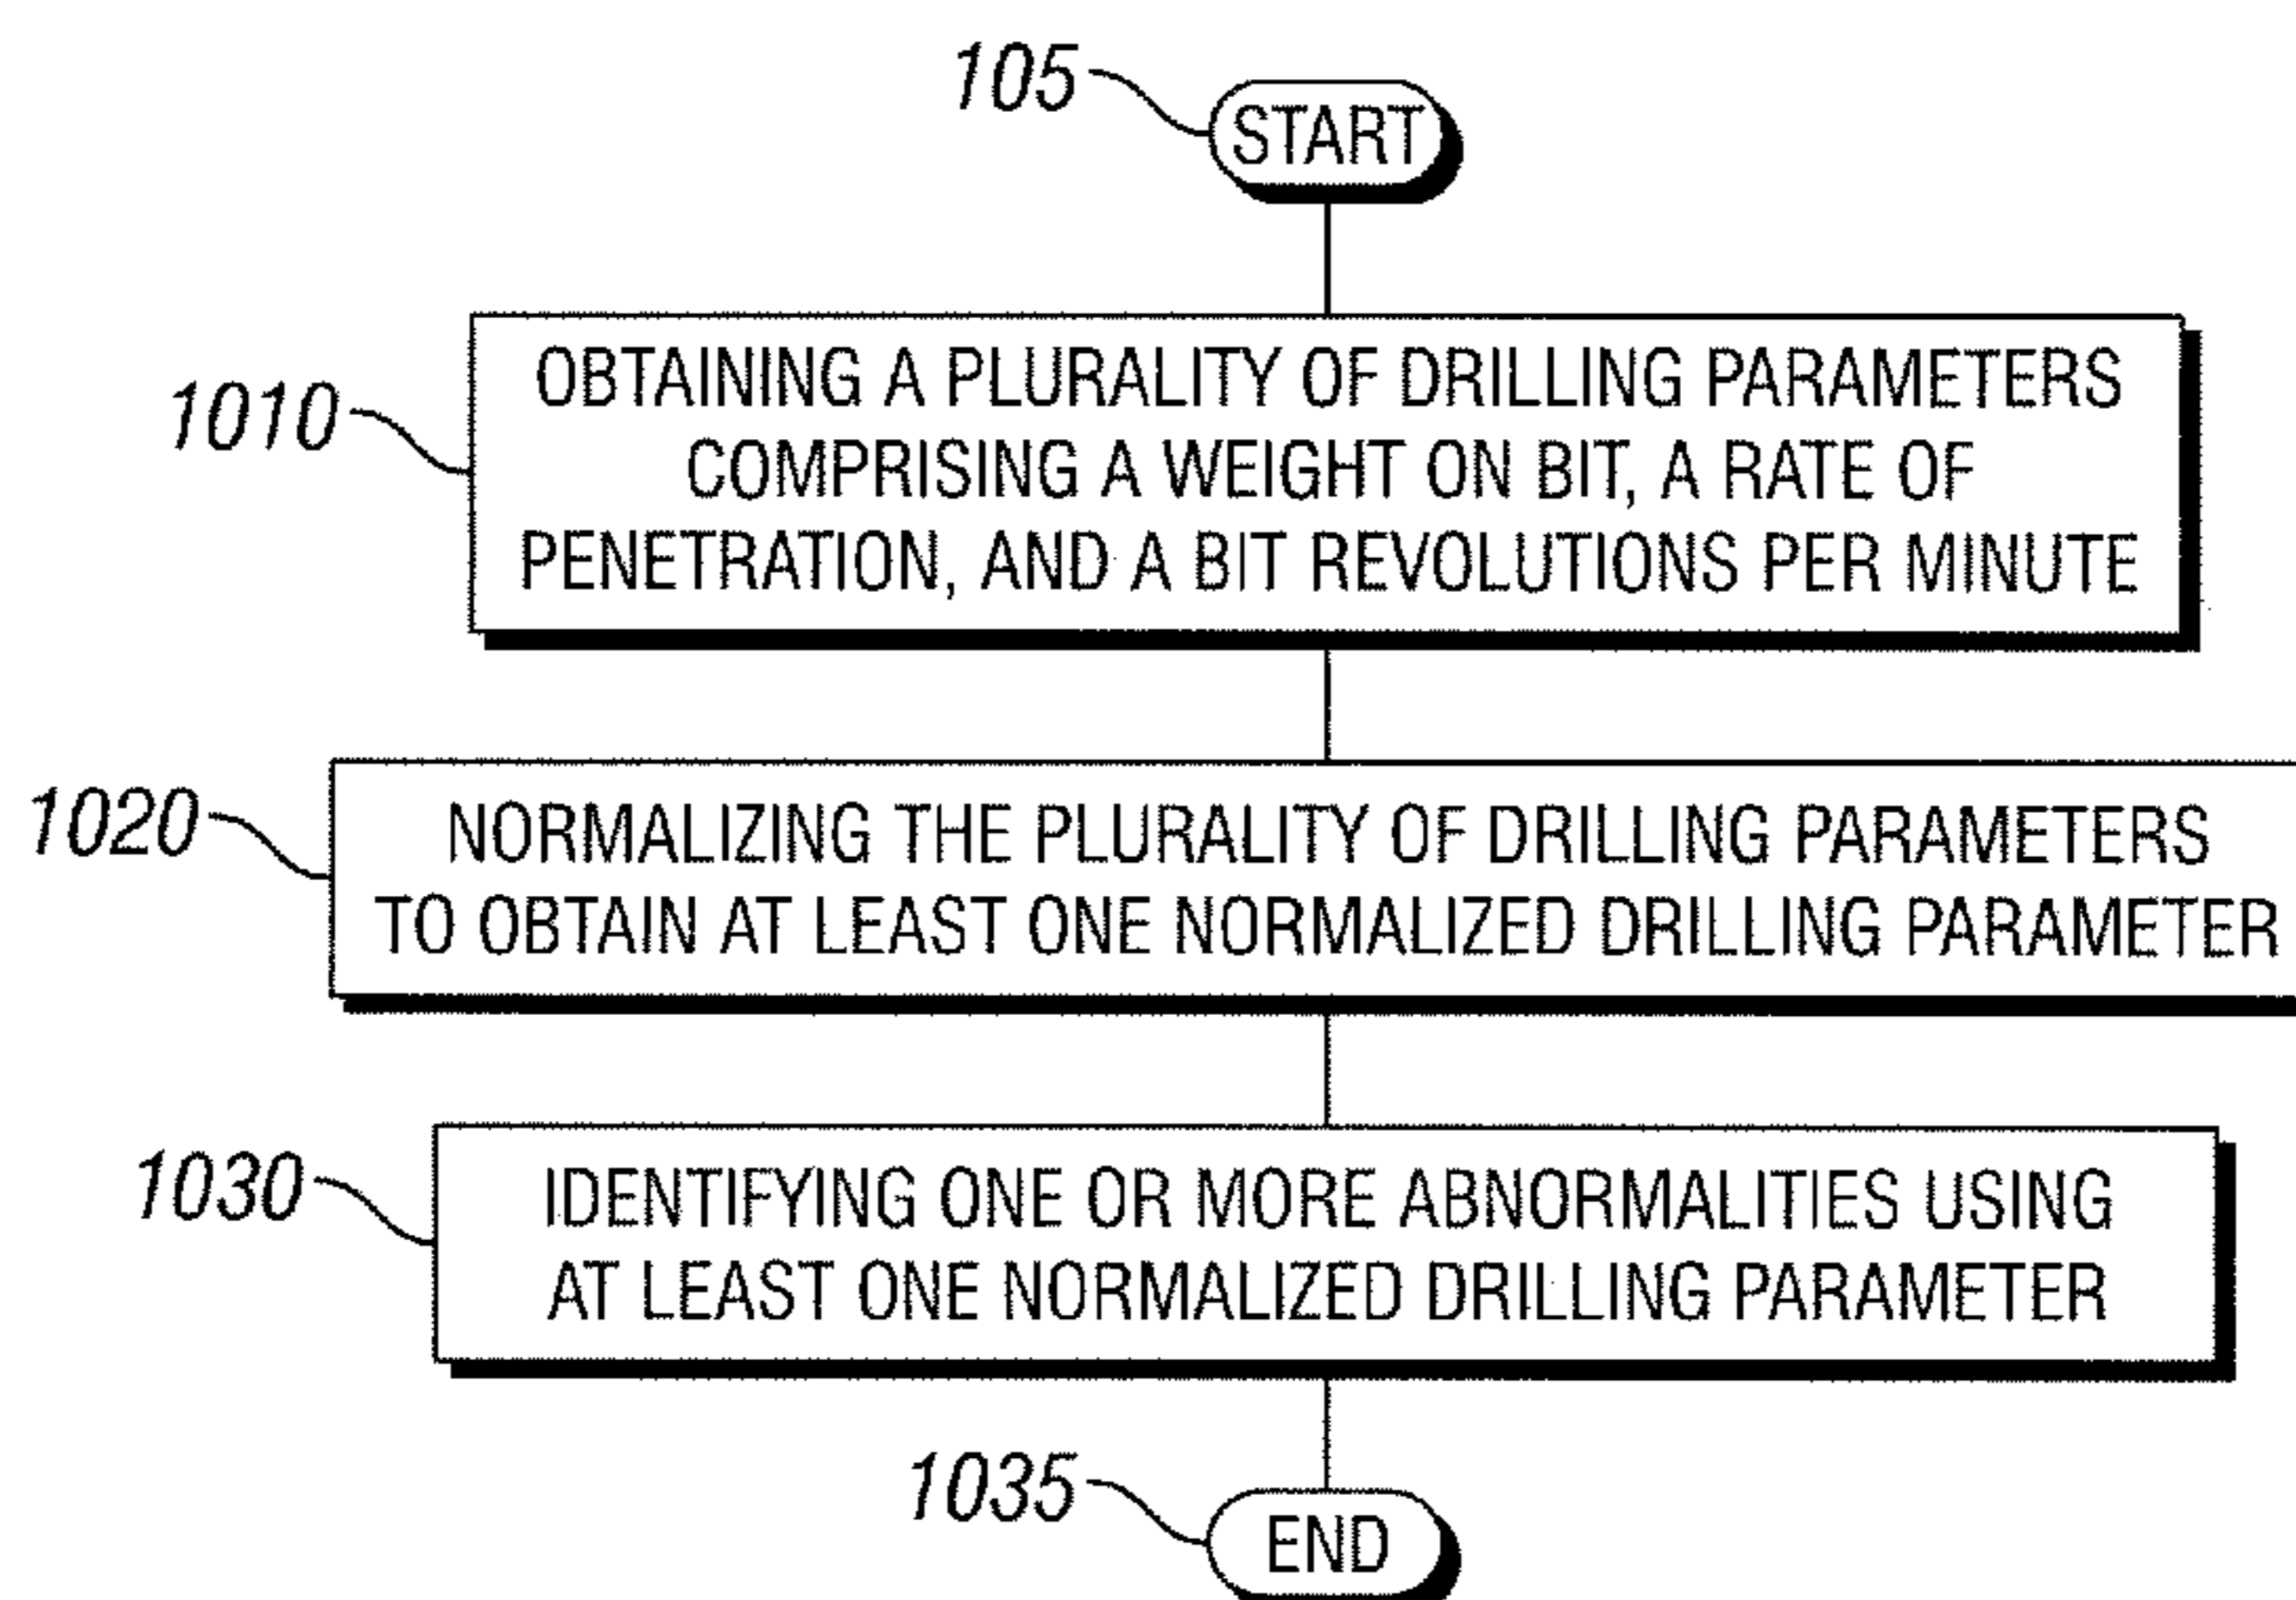 105
START
1010
OBTAINING A PLURALITY OF DRILLING PARAMETERS
COMPRISING A WEIGHT ON BIT, A RATE OF
PENETRATION, AND A BIT REVOLUTIONS PER MINUTE
1020
NORMALIZING THE PLURALITY OF DRILLING PARAMETERS
TO OBTAIN AT LEAST ONE NORMALIZED DRILLING PARAMETER
1030
IDENTIFYING ONE OR MORE ABNORMALITIES USING
AT LEAST ONE NORMALIZED DRILLING PARAMETER
1035
END